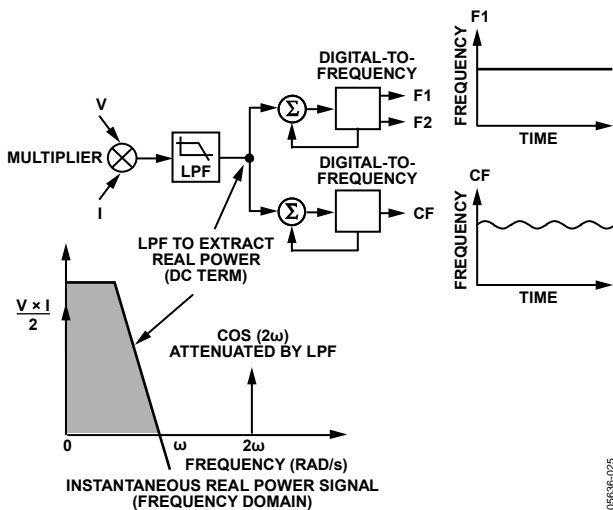 DIGITAL-TO-
FREQUENCY
F1
F2
V
MULTIPLIER
I
LPF
Σ
DIGITAL-TO-
FREQUENCY
Σ
CF
F1
FREQUENCY
TIME
CF
FREQUENCY
TIME
LPF TO EXTRACT
REAL POWER
(DC TERM)
V × I
2
COS (2ω)
ATTENUATED BY LPF
0
ω
2ω
FREQUENCY (RAD/s)
INSTANTANEOUS REAL POWER SIGNAL
(FREQUENCY DOMAIN)
05636-025